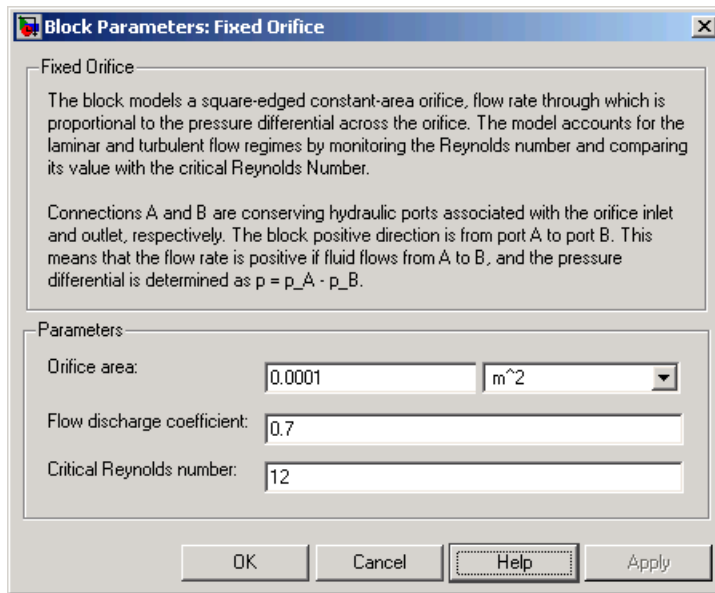 Block Parameters: Fixed Orifice
Fixed Orifice
The block models a square-edged constant-area orifice, flow rate through which is
proportional to the pressure differential across the orifice. The model accounts for the
laminar and turbulent flow regimes by monitoring the Reynolds number and comparing
its value with the critical Reynolds Number.
Connections A and B are conserving hydraulic ports associated with the orifice inlet
and outlet, respectively. The block positive direction is from port A to port B. This
means that the flow rate is positive if fluid flows from A to B, and the pressure
differential is determined as p = p_A - p_B.
Parameters
Orifice area: 0.0001 m^2
Flow discharge coefficient: 0.7
Critical Reynolds number: 12
OK Cancel Help Apply